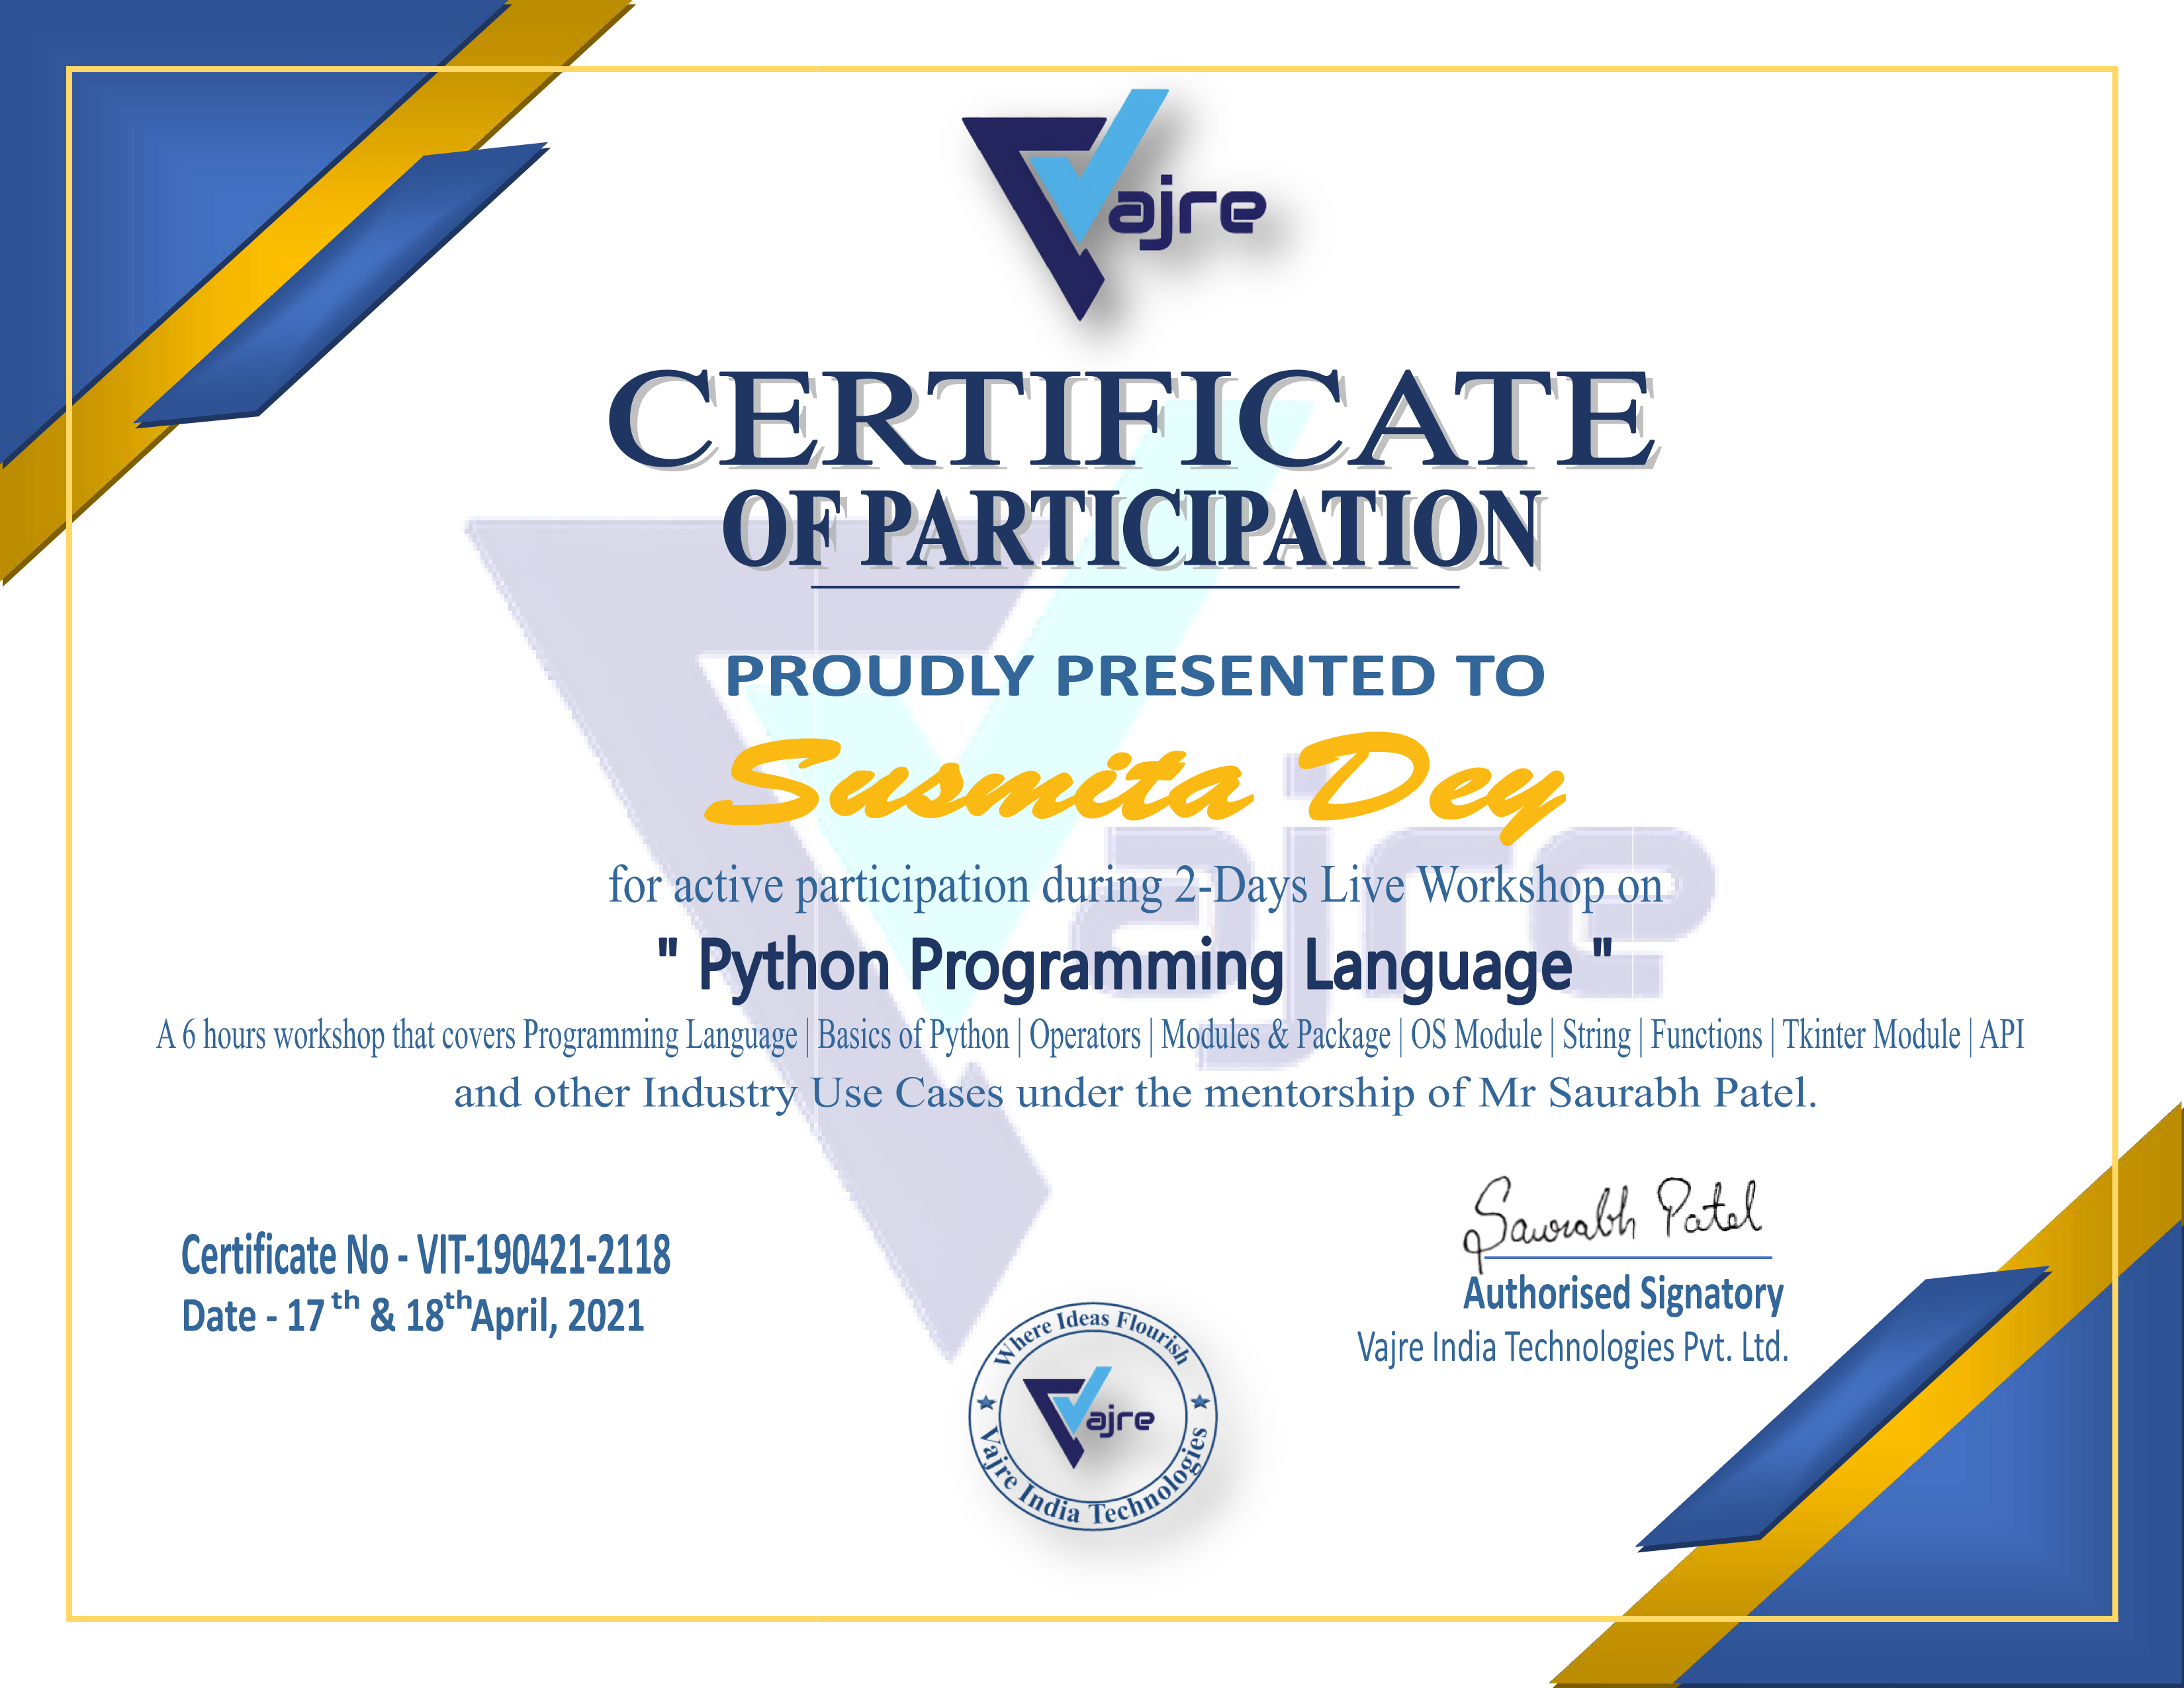 Vajre
CERTIFICATE
OF PARTICIPATION
PROUDLY PRESENTED TO
Susmita Dey
for active participation during 2-Days Live Workshop on
" Python Programming Language "
A 6 hours workshop that covers Programming Language | Basics of Python | Operators | Modules & Package | OS Module | String | Functions | Tkinter Module | API
and other Industry Use Cases under the mentorship of Mr Saurabh Patel.
Certificate No - VIT-190421-2118
Date - 17 th & 18th April, 2021
Saurabh Patel
Authorised Signatory
Vajre India Technologies Pvt. Ltd.
Where Ideas Flourish
Vajre
Vajre India Technologies